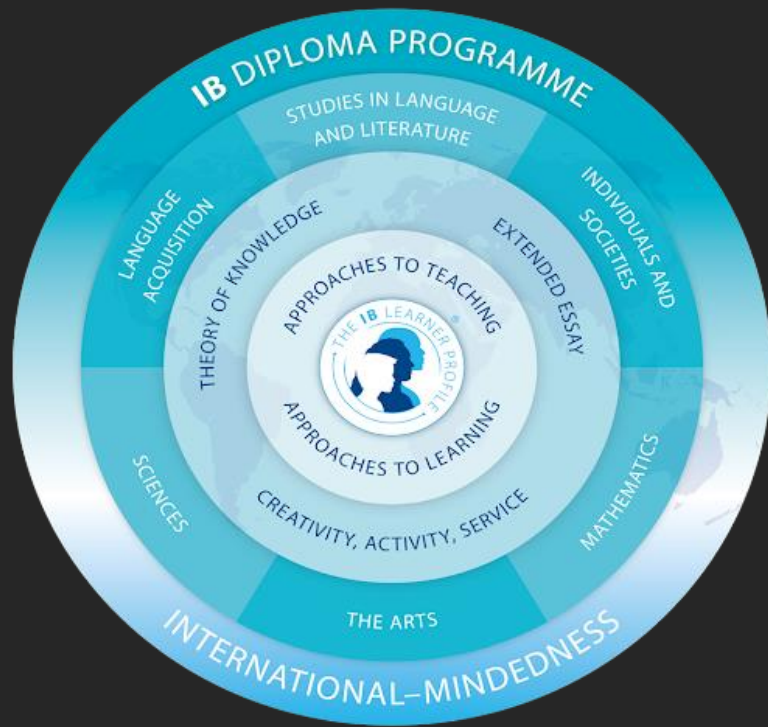 IB DIPLOMA PROGRAMME
STUDIES IN LANGUAGE
AND LITERATURE
LANGUAGE
ACQUISITION
INDIVIDUALS AND
SOCIETIES
THEORY OF KNOWLEDGE
EXTENDED ESSAY
APPROACHES TO TEACHING
THE IB LEARNER PROFILE
®
APPROACHES TO LEARNING
CREATIVITY, ACTIVITY, SERVICE
SCIENCES
MATHEMATICS
THE ARTS
INTERNATIONAL–MINDEDNESS